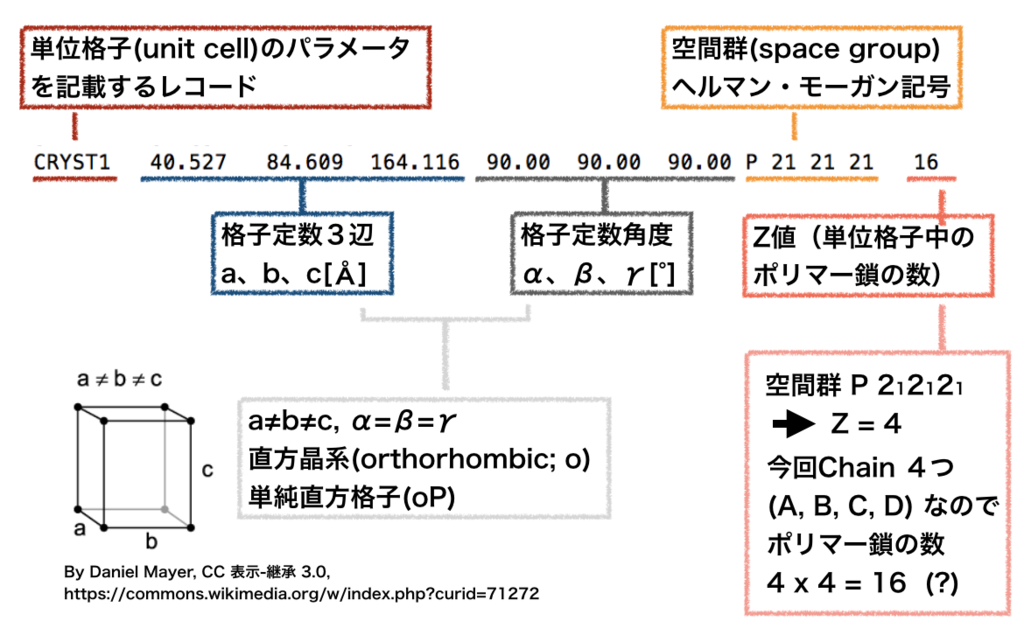 単位格子(unit cell)のパラメータ
を記載するレコード
空間群(space group)
ヘルマン・モーガン記号
CRYST1 40.527 84.609 164.116 90.00 90.00 90.00 P 21 21 21 16
格子定数３辺
a、b、c[Å]
格子定数角度
α、β、γ[°]
Z値（単位格子中の
ポリマー鎖の数）
a ≠ b ≠ c
c
a
b
a≠b≠c, α=β=γ
直方晶系(orthorhombic; o)
単純直方格子(oP)
空間群 P 2₁2₁2₁
➡ Z = 4
今回Chain ４つ
(A, B, C, D) なので
ポリマー鎖の数
4 x 4 = 16 (?)
By Daniel Mayer, CC 表示-継承 3.0,
https://commons.wikimedia.org/w/index.php?curid=71272